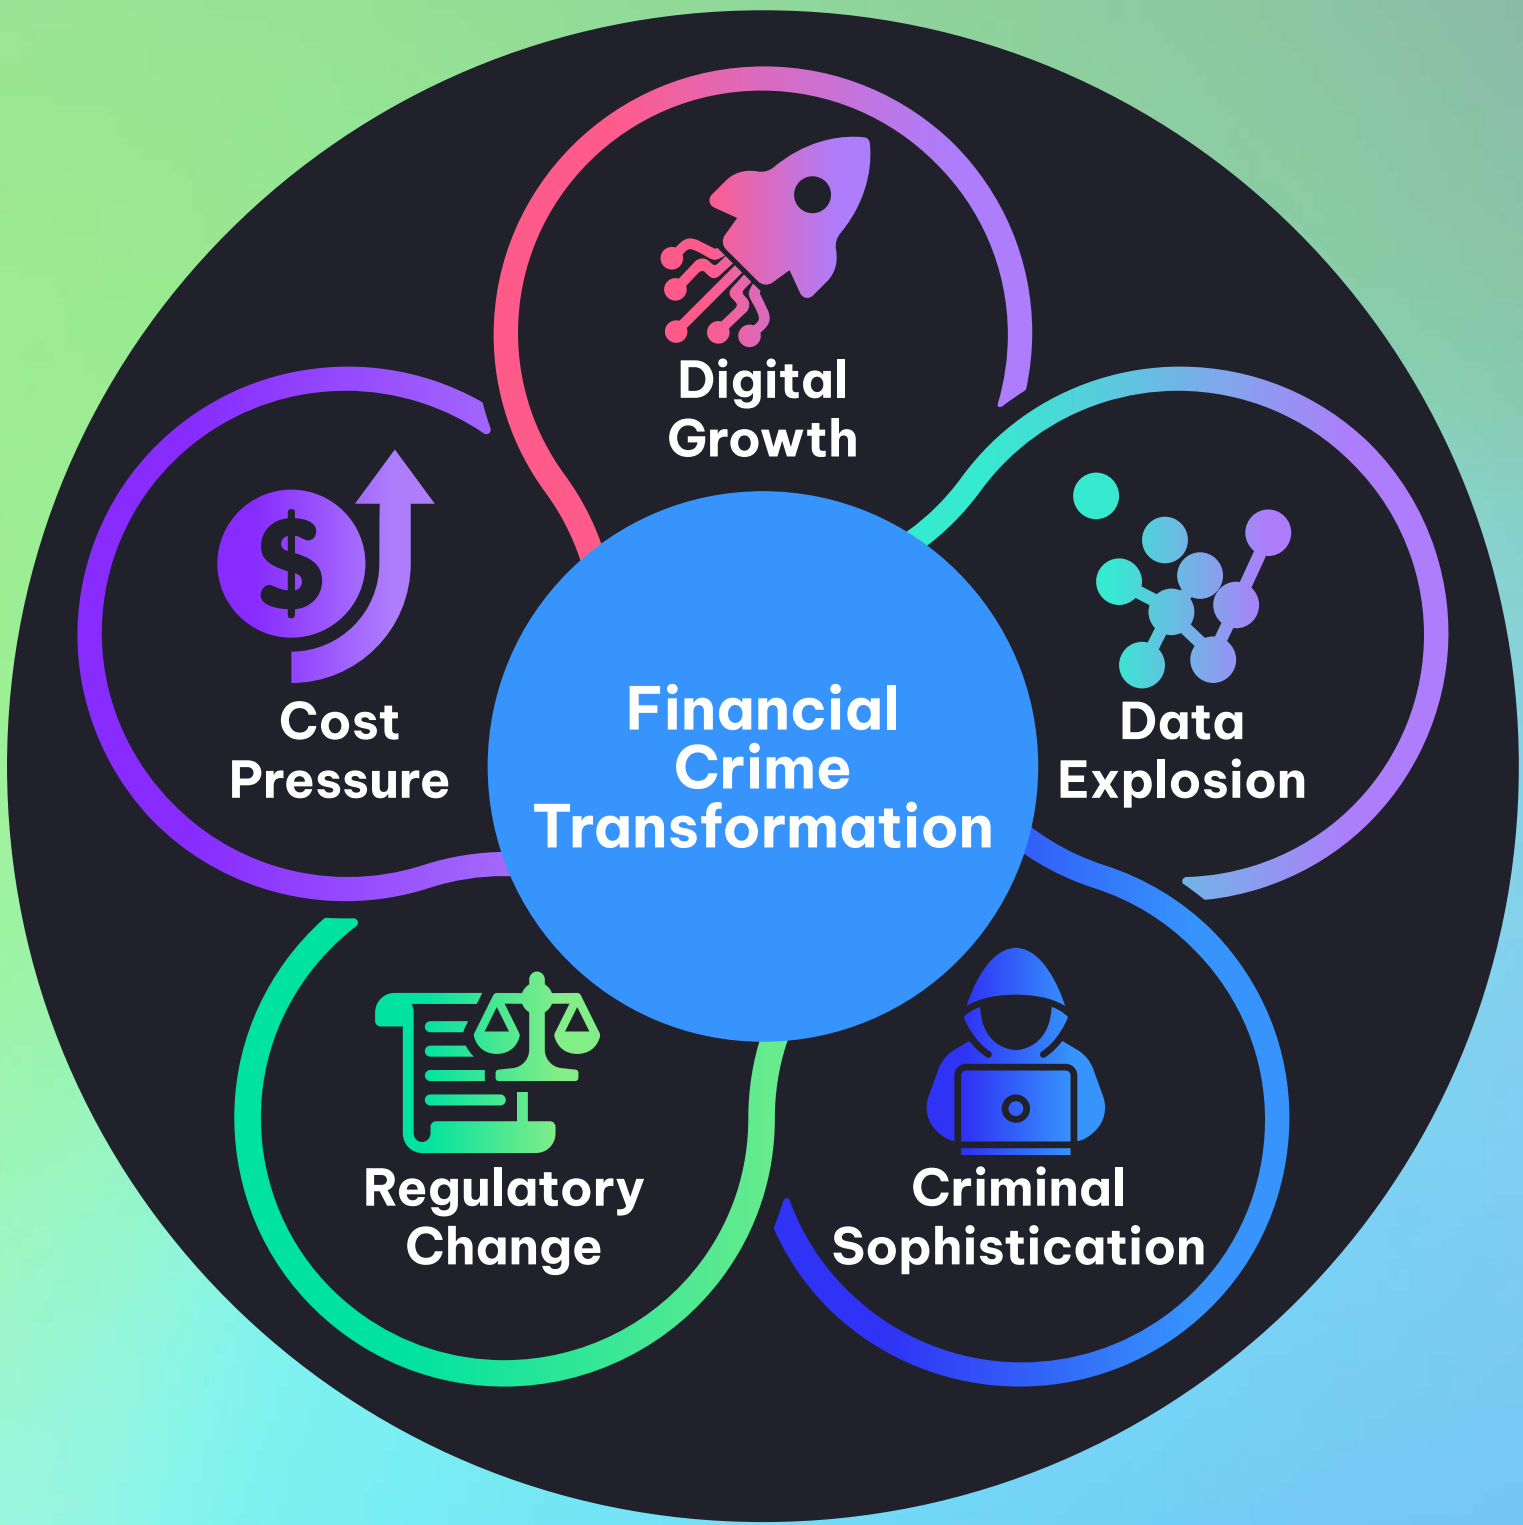 Digital
Growth
Data
Explosion
Criminal
Sophistication
Regulatory
Change
Cost
Pressure
Financial
Crime
Transformation